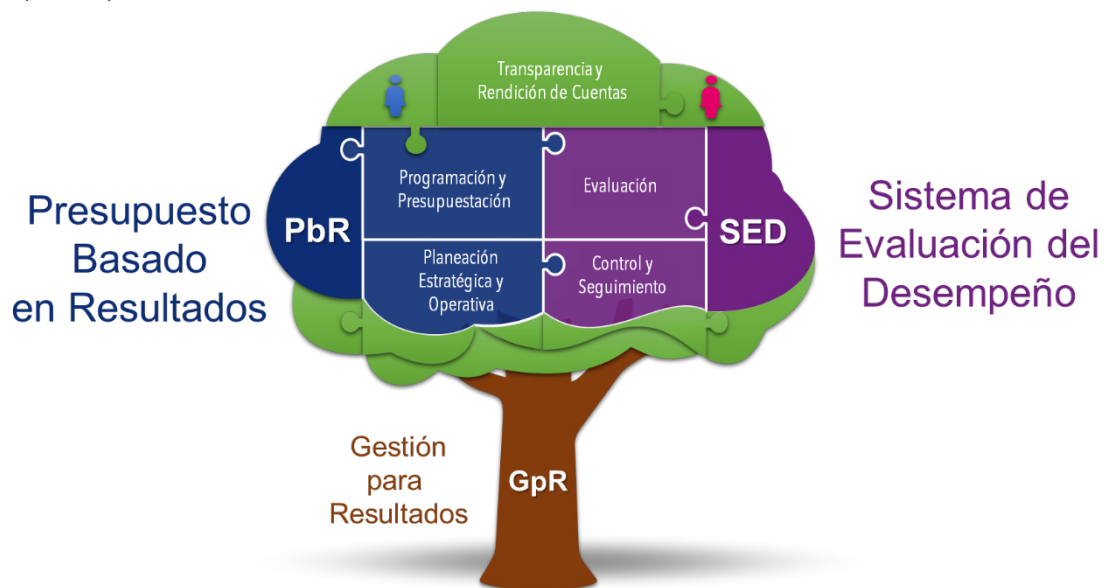 Transparencia y
Rendición de Cuentas
Presupuesto
Basado
en Resultados
PbR
Programación y
Presupuestación
Evaluación
Planeación
Estratégica y
Operativa
Control y
Seguimiento
SED
Sistema de
Evaluación del
Desempeño
Gestión
para
Resultados
GpR